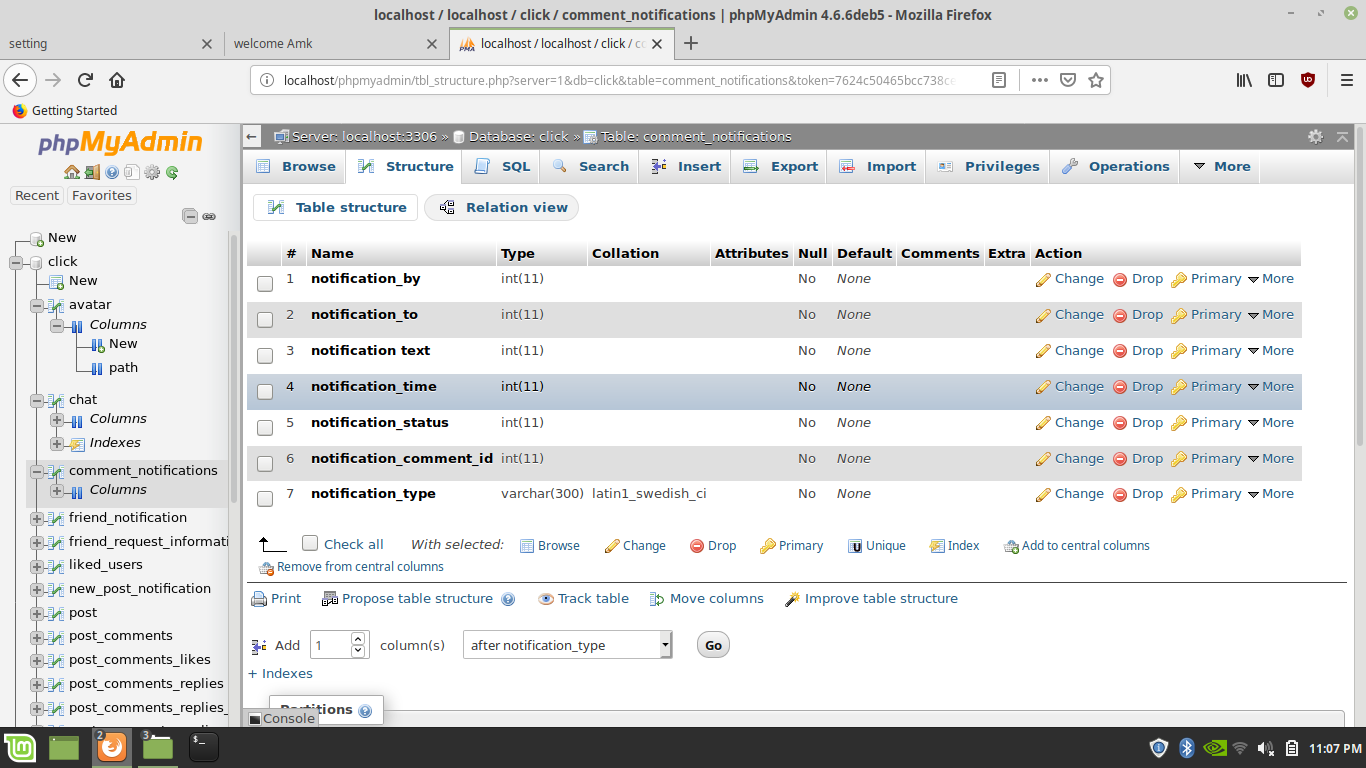 localhost / localhost / click / comment_notifications | phpMyAdmin 4.6.6deb5 - Mozilla Firefox
setting
welcome Amk
localhost / localhost / click / c
localhost/phpmyadmin/tbl_structure.php?server=1&db=click&table=comment_notifications&token=7624c50465bcc738ce
Getting Started
phpMyAdmin
Recent Favorites
New
click
New
avatar
Columns
New
path
chat
Columns
Indexes
comment_notifications
Columns
friend_notification
friend_request_informati
liked_users
new_post_notification
post
post_comments
post_comments_likes
post_comments_replies
post_comments_replies_
Server: localhost:3306 » Database: click » Table: comment_notifications
Browse Structure SQL Search Insert Export Import Privileges Operations More
Table structure Relation view
# Name Type Collation Attributes Null Default Comments Extra Action
1 notification_by int(11) No None Change Drop Primary More
2 notification_to int(11) No None Change Drop Primary More
3 notification text int(11) No None Change Drop Primary More
4 notification_time int(11) No None Change Drop Primary More
5 notification_status int(11) No None Change Drop Primary More
6 notification_comment_id int(11) No None Change Drop Primary More
7 notification_type varchar(300) latin1_swedish_ci No None Change Drop Primary More
Check all With selected: Browse Change Drop Primary Unique Index Add to central columns
Remove from central columns
Print Propose table structure Track table Move columns Improve table structure
Add 1 column(s) after notification_type Go
+ Indexes
Partitions
Console
2
3
11:07 PM